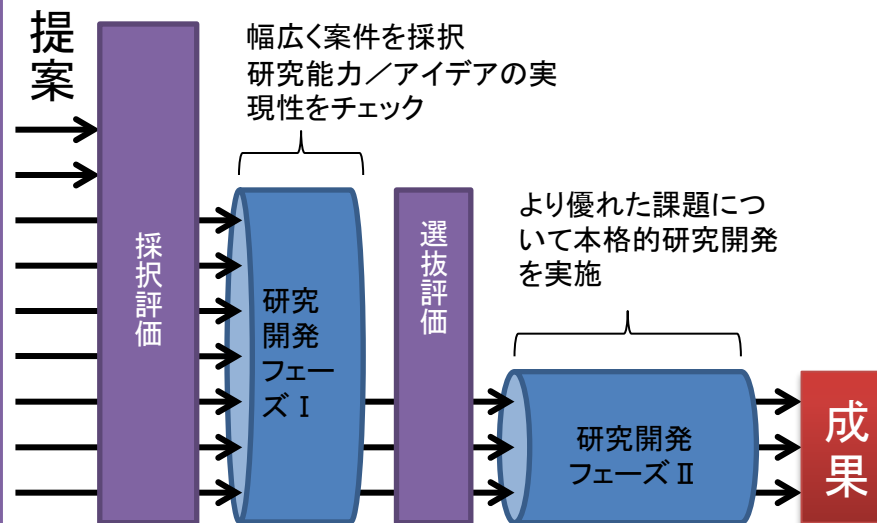 提案
幅広く案件を採択
研究能力／アイデアの実
現性をチェック
採択評価
研究
開発
フェー
ズⅠ
選抜評価
より優れた課題につ
いて本格的研究開発
を実施
研究開発
フェーズⅡ
成果